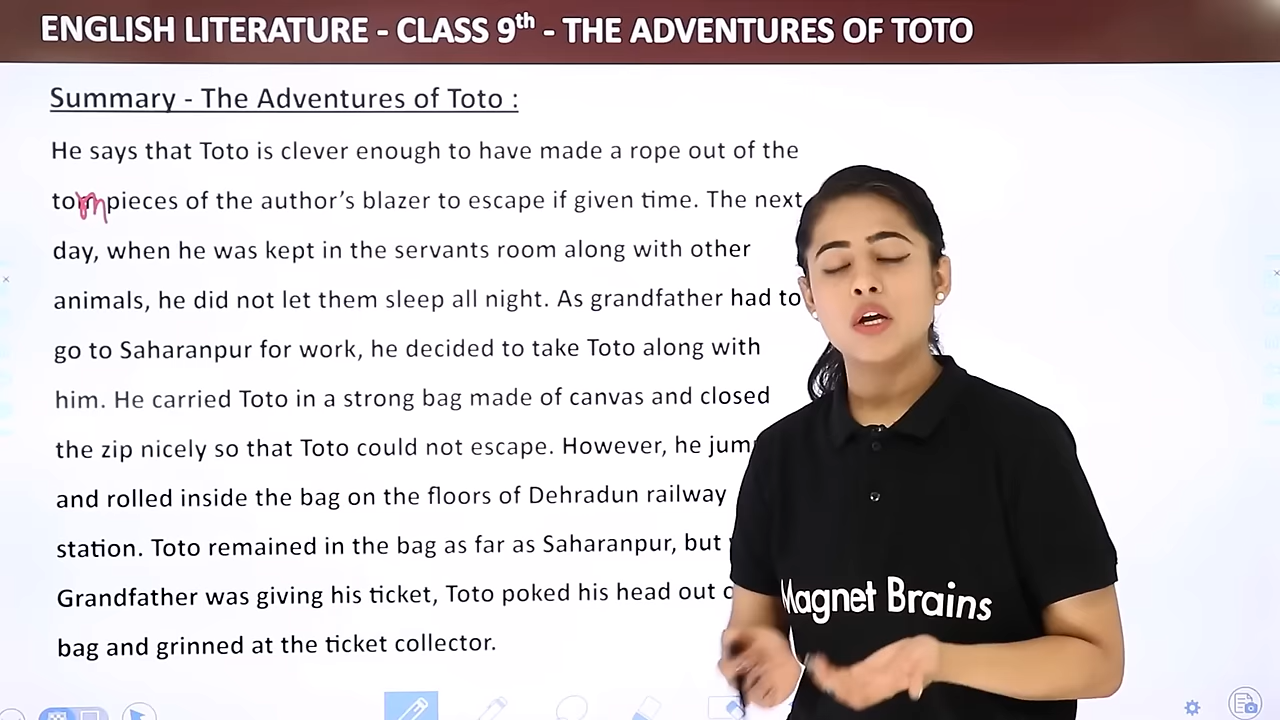 ENGLISH LITERATURE - CLASS 9th - THE ADVENTURES OF TOTO
Summary - The Adventures of Toto :
He says that Toto is clever enough to have made a rope out of the
torn pieces of the author's blazer to escape if given time. The next
day, when he was kept in the servants room along with other
animals, he did not let them sleep all night. As grandfather had to
go to Saharanpur for work, he decided to take Toto along with
him. He carried Toto in a strong bag made of canvas and closed
the zip nicely so that Toto could not escape. However, he
and rolled inside the bag on the floors of Dehradun railway
station. Toto remained in the bag as far as Saharanpur, but
Grandfather was giving his ticket, Toto poked his head out
bag and grinned at the ticket collector.
Magnet Brains